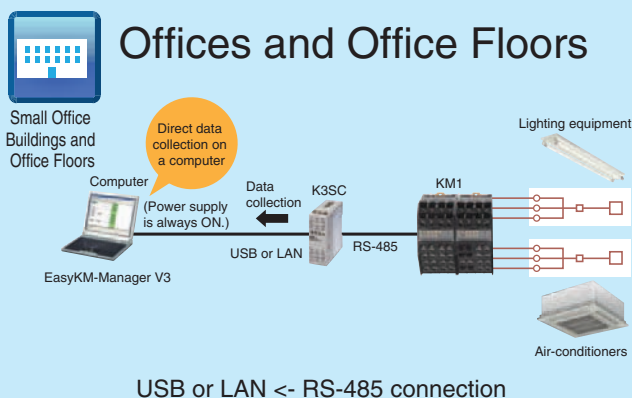 Offices and Office Floors
Small Office
Buildings and
Office Floors
Direct data
collection on
a computer
Computer
(Power supply
is always ON.)
EasyKM-Manager V3
Data
collection
USB or LAN
K3SC
RS-485
KM1
Lighting equipment
Air-conditioners
USB or LAN <- RS-485 connection